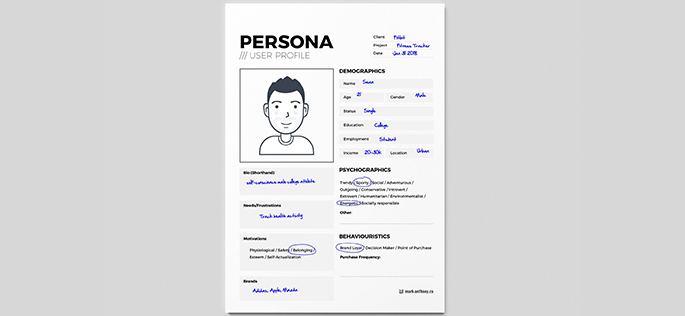 PERSONA
/// USER PROFILE
Client Fitbit
Project Fitness Tracker
Date Jan 31 2018
DEMOGRAPHICS
Name Sean
Age 21 Gender Male
Status Single
Education College
Employment Student
Income 20-30k Location Urban
Bio (Shorthand)
self-conscience male college athlete
Needs/Frustrations
Track health activity
Motivations
Physiological / Safety / Belonging /
Esteem / Self-Actualization
Brands
Adidas, Apple, Mazda
PSYCHOGRAPHICS
Trendy / Sporty / Social / Adventurous /
Outgoing / Conservative / Introvert /
Extrovert / Humanitarian / Environmentalist /
Energetic / Socially responsible
Other:
BEHAVIOURISTICS
Brand Loyal / Decision Maker / Point of Purchase
Purchase Frequency:
mark-anthony.ca